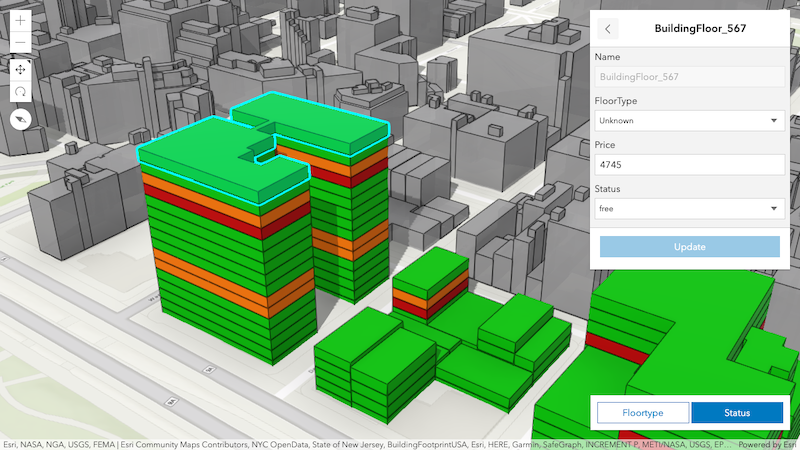 BuildingFloor_567
Name
BuildingFloor_567
FloorType
Unknown
Price
4745
Status
free
Update
Floortype
Status
Esri, NASA, NGA, USGS, FEMA | Esri Community Maps Contributors, NYC OpenData, State of New Jersey, BuildingFootprintUSA, Esri, HERE, Garmin, SafeGraph, INCREMENT P, METI/NASA, USGS, EP... Powered by Esri